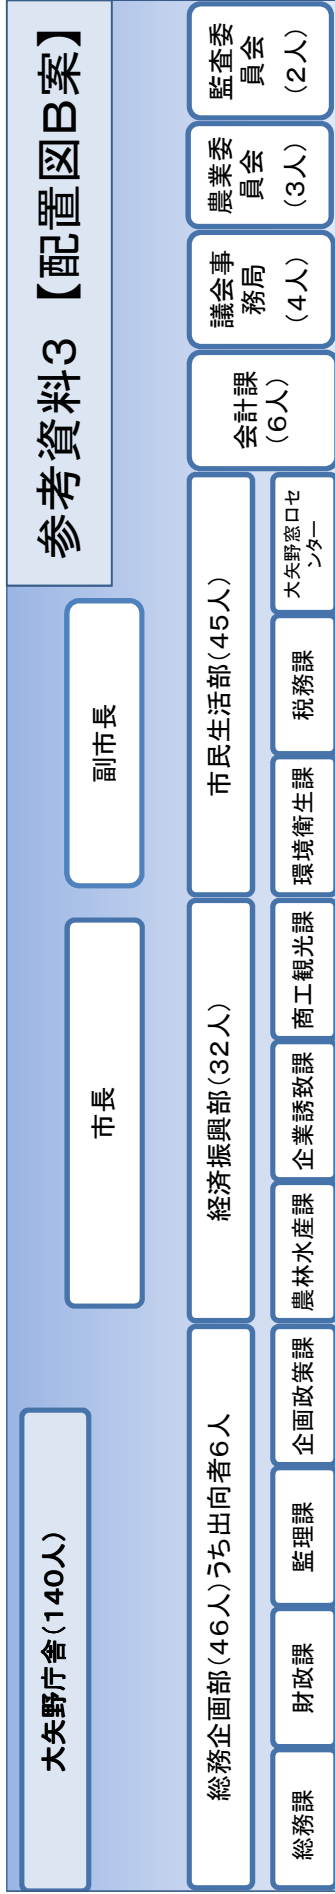 参考資料3 【配置図B案】
大矢野庁舎(140人)
市長
副市長
総務企画部(46人)うち出向者6人
経済振興部(32人)
市民生活部(45人)
会計課
(6人)
議会事
務局
(4人)
農業委
員会
(3人)
監査委
員会
(2人)
総務課
財政課
監理課
企画政策課
農林水産課
企業誘致課
商工観光課
環境衛生課
税務課
大矢野窓口セ
ンター